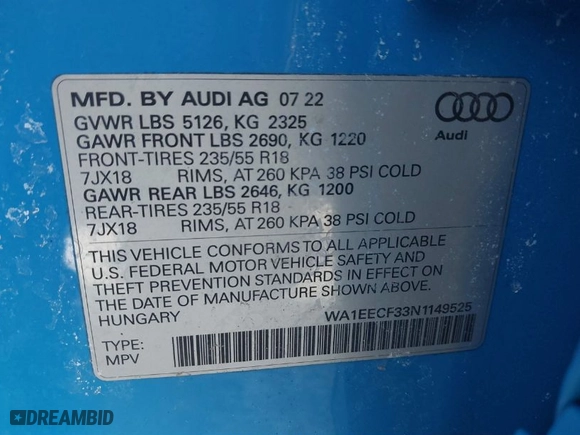 MFD. BY AUDI AG 07 22
GVWR LBS 5126, KG 2325
GAWR FRONT LBS 2690, KG 1220
FRONT-TIRES 235/55 R18
7JX18 RIMS, AT 260 KPA 38 PSI COLD
GAWR REAR LBS 2646, KG 1200
REAR-TIRES 235/55 R18
7JX18 RIMS, AT 260 KPA 38 PSI COLD
Audi
THIS VEHICLE CONFORMS TO ALL APPLICABLE
U.S. FEDERAL MOTOR VEHICLE SAFETY AND
THEFT PREVENTION STANDARDS IN EFFECT ON
THE DATE OF MANUFACTURE SHOWN ABOVE.
HUNGARY
WA1EECF33N1149525
TYPE:
MPV
DREAMBID